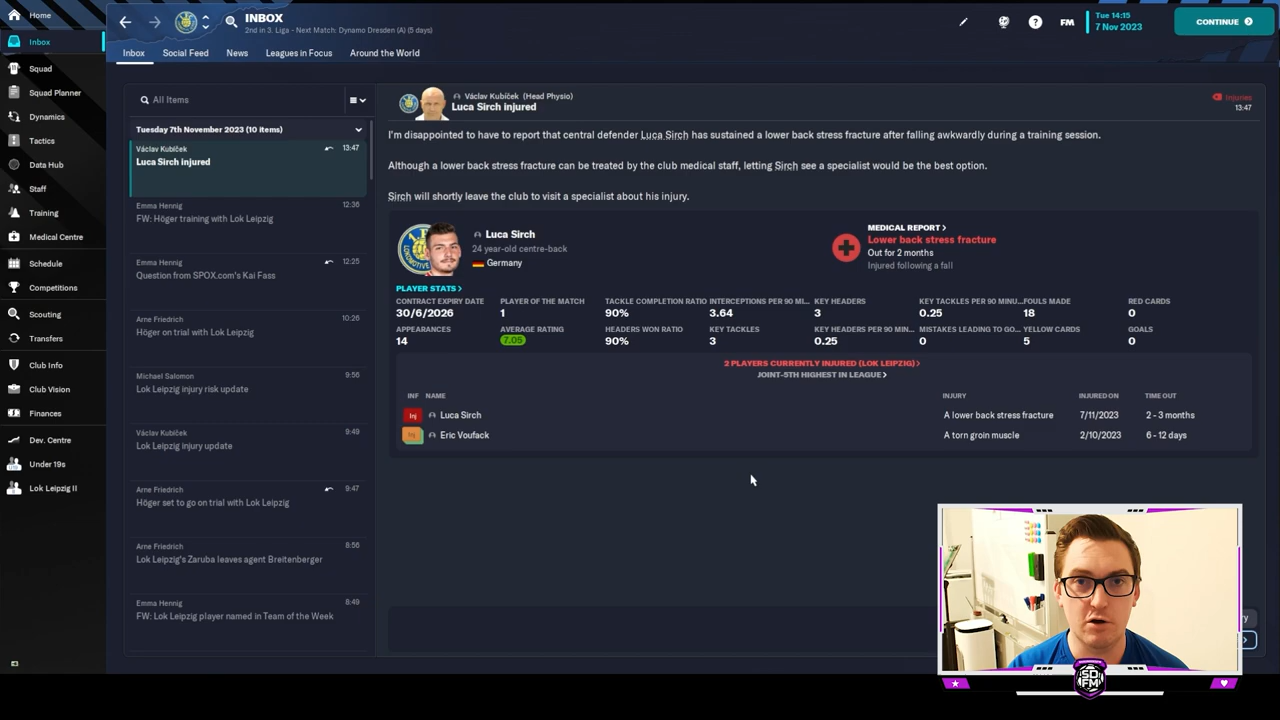 Home
INBOX
2nd in 3. Liga - Next Match: Dynamo Dresden (A) (5 days)
FM
Tue 14:15
7 Nov 2023
CONTINUE
Inbox
Squad
Squad Planner
Dynamics
Tactics
Data Hub
Staff
Training
Medical Centre
Schedule
Competitions
Scouting
Transfers
Club Info
Club Vision
Finances
Dev. Centre
Under 19s
Lok Leipzig II
Inbox
Social Feed
News
Leagues in Focus
Around the World
All Items
Tuesday 7th November 2023 (10 items)
Václav Kubíček
13:47
Luca Sirch injured
Emma Hennig
12:36
FW: Höger training with Lok Leipzig
Emma Hennig
12:25
Question from SPOX.com's Kai Fass
Arne Friedrich
10:26
Höger on trial with Lok Leipzig
Michael Salomon
9:56
Lok Leipzig injury risk update
Václav Kubíček
9:49
Lok Leipzig injury update
Arne Friedrich
9:47
Höger set to go on trial with Lok Leipzig
Arne Friedrich
8:56
Lok Leipzig's Zaruba leaves agent Breitenberger
Emma Hennig
8:49
FW: Lok Leipzig player named in Team of the Week
Václav Kubíček (Head Physio)
Luca Sirch injured
Injuries
13:47
I'm disappointed to have to report that central defender Luca Sirch has sustained a lower back stress fracture after falling awkwardly during a training session.
Although a lower back stress fracture can be treated by the club medical staff, letting Sirch see a specialist would be the best option.
Sirch will shortly leave the club to visit a specialist about his injury.
Luca Sirch
24 year-old centre-back
Germany
MEDICAL REPORT >
Lower back stress fracture
Out for 2 months
Injured following a fall
PLAYER STATS >
CONTRACT EXPIRY DATE PLAYER OF THE MATCH TACKLE COMPLETION RATIO INTERCEPTIONS PER 90 MI... KEY HEADERS KEY TACKLES PER 90 MINU... FOULS MADE RED CARDS
30/6/2026 1 90% 3.64 3 0.25 18 0
APPEARANCES AVERAGE RATING HEADERS WON RATIO KEY TACKLES KEY HEADERS PER 90 MIN... MISTAKES LEADING TO GO... YELLOW CARDS GOALS
14 7.05 90% 3 0.25 0 5 0
2 PLAYERS CURRENTLY INJURED (LOK LEIPZIG) >
JOINT-5TH HIGHEST IN LEAGUE >
INF NAME INJURY INJURED ON TIME OUT
Inj Luca Sirch A lower back stress fracture 7/11/2023 2 - 3 months
Inj Eric Voufack A torn groin muscle 2/10/2023 6 - 12 days
SDFM